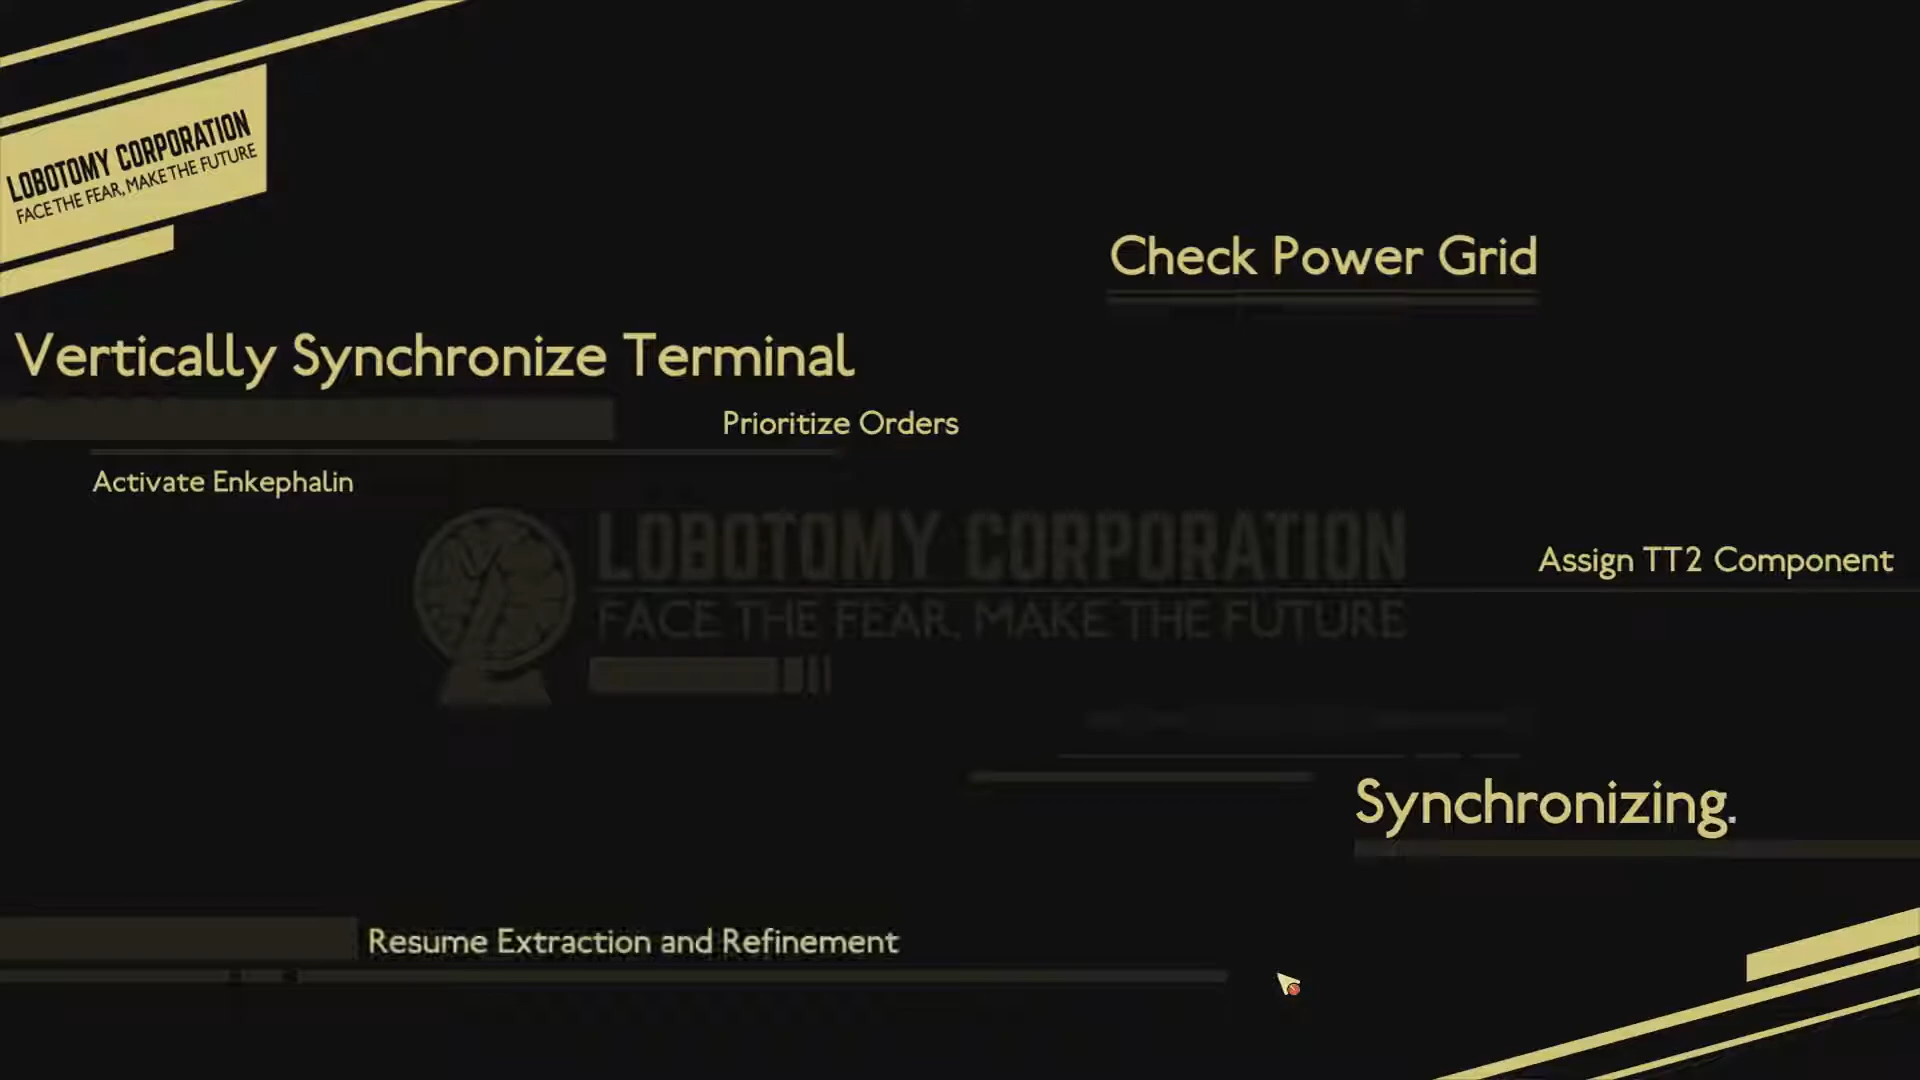 LOBOTOMY CORPORATION
FACE THE FEAR, MAKE THE FUTURE
Check Power Grid
Vertically Synchronize Terminal
Prioritize Orders
Activate Enkephalin
LOBOTOMY CORPORATION
FACE THE FEAR, MAKE THE FUTURE
Assign TT2 Component
Synchronizing.
Resume Extraction and Refinement